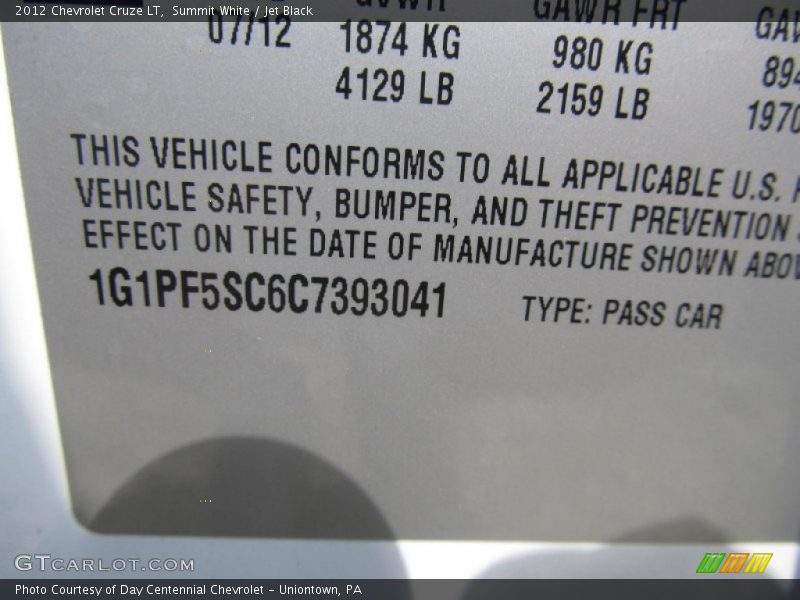 2012 Chevrolet Cruze LT, Summit White / Jet Black
GVWR GAWR FRT
07/12 1874 KG 980 KG
4129 LB 2159 LB 1970
THIS VEHICLE CONFORMS TO ALL APPLICABLE U.S.
VEHICLE SAFETY, BUMPER, AND THEFT PREVENTION
EFFECT ON THE DATE OF MANUFACTURE SHOWN
1G1PF5SC6C7393041 TYPE: PASS CAR
GTCARLOT.COM
Photo Courtesy of Day Centennial Chevrolet - Uniontown, PA